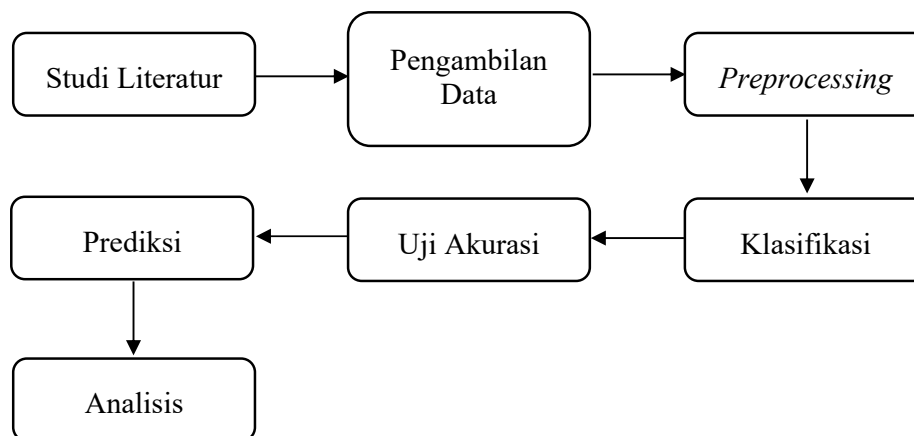 Studi Literatur
Pengambilan
Data
Preprocessing
Klasifikasi
Uji Akurasi
Prediksi
Analisis